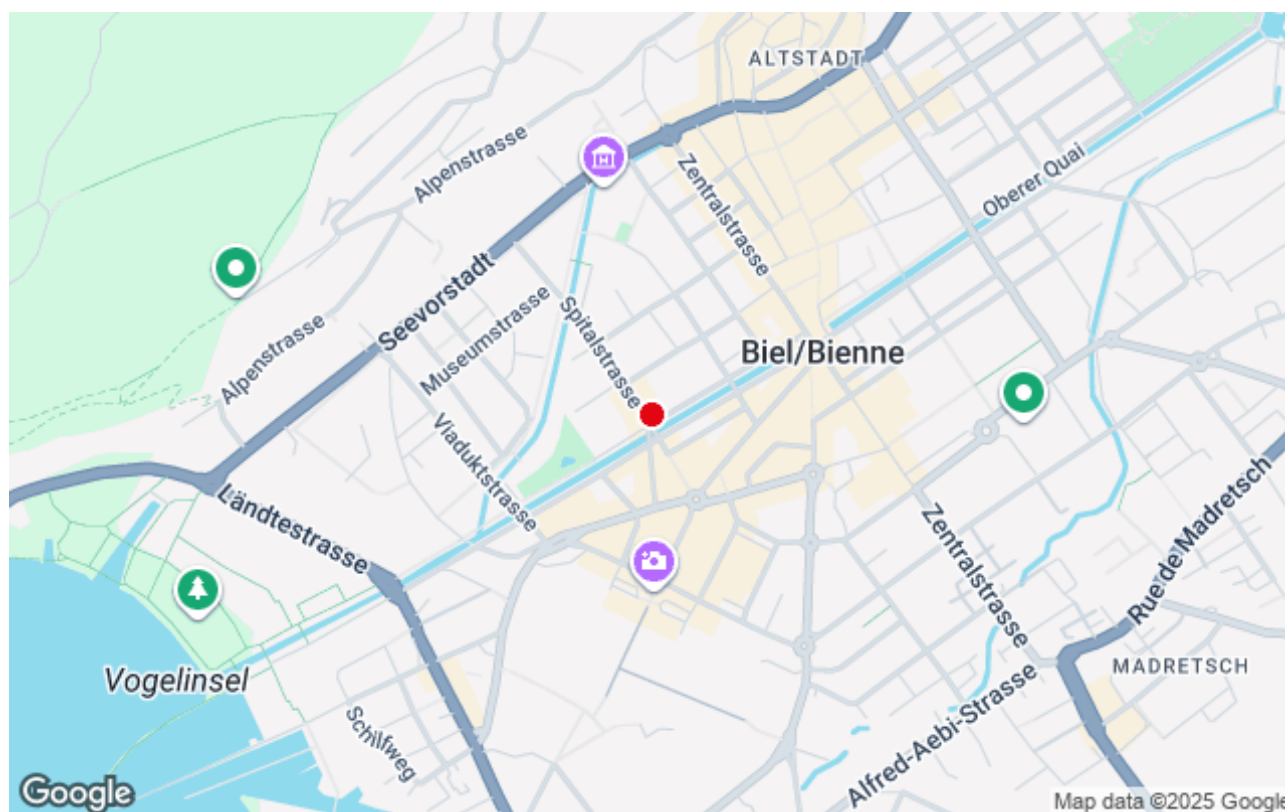 ALTSTADT
Alpenstrasse
Zentralstrasse
Oberer Quai
Seevorstadt
Museumstrasse
Spitalstrasse
Alpenstrasse
Biel/Bienne
Viaduktstrasse
Ländtestrasse
Zentralstrasse
Rue de Madretsch
Vogelinsel
MADRETSCH
Schilfweg
Alfred-Aebi-Strasse
Google
Map data ©2025 Google